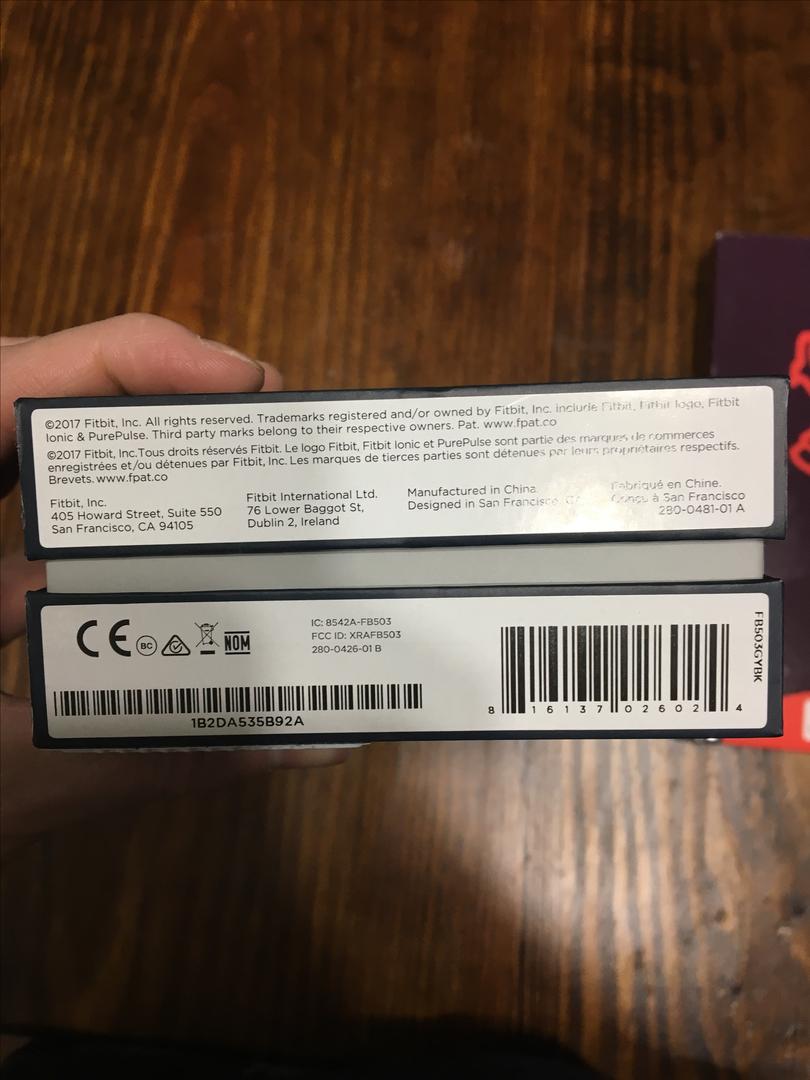 ©2017 Fitbit, Inc. All rights reserved. Trademarks registered and/or owned by Fitbit, Inc. include Fitbit, Fitbit logo, Fitbit
Ionic & PurePulse. Third party marks belong to their respective owners. Pat. www.fpat.co
©2017 Fitbit, Inc.Tous droits réservés Fitbit. Le logo Fitbit, Fitbit Ionic et PurePulse sont partie des marques de commerces
enregistrées et/ou détenues par Fitbit, Inc. Les marques de tierces parties sont détenues par leurs propriétaires respectifs.
Brevets. www.fpat.co
Fitbit, Inc.
405 Howard Street, Suite 550
San Francisco, CA 94105
Fitbit International Ltd.
76 Lower Baggot St,
Dublin 2, Ireland
Manufactured in China.
Designed in San Francisco,
Fabriqué en Chine.
Conçu à San Francisco
280-0481-01 A
CE
BC
NOM
IC: 8542A-FB503
FCC ID: XRAFB503
280-0426-01 B
1B2DA535B92A
8 16137 02602 4
FB503GYBK